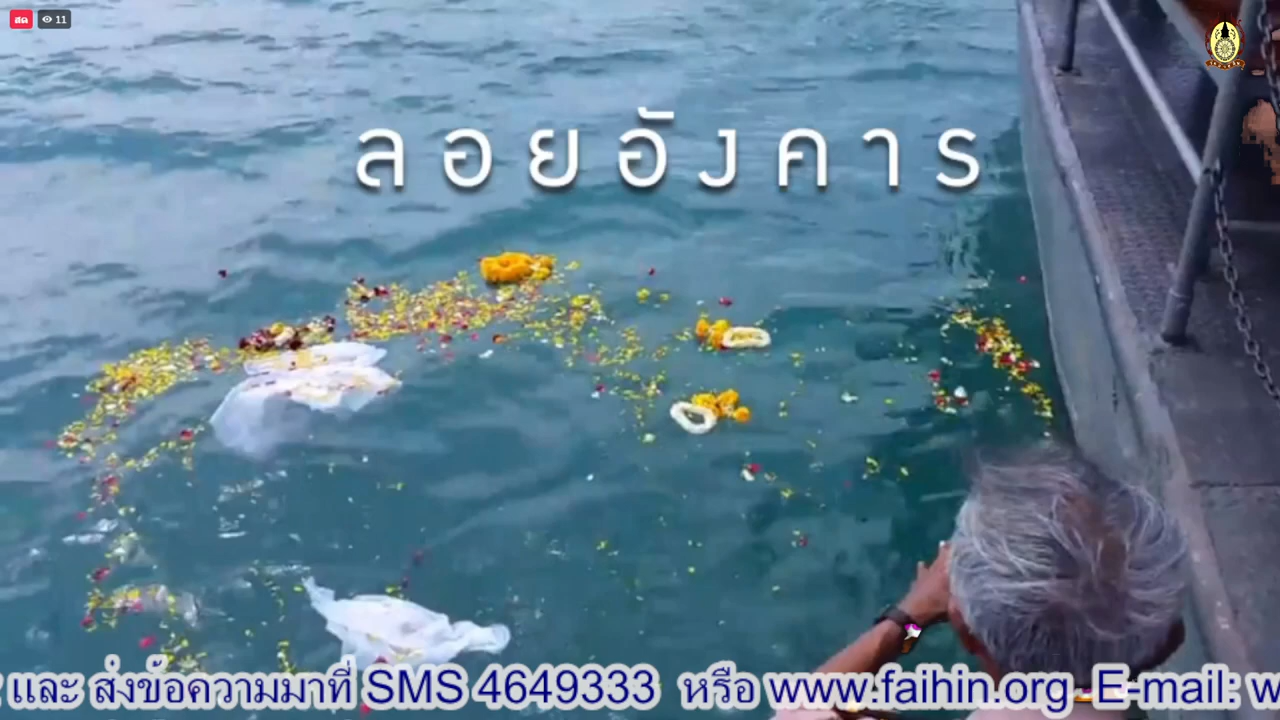 สด 11
ลอยอังคาร
และ ส่งข้อความมาที่ SMS 4649333 หรือ www.faihin.org E-mail: w